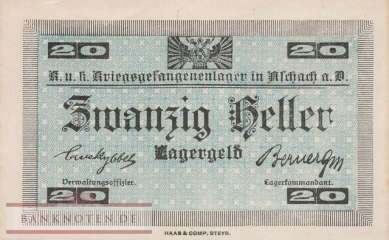 20 20
K. u. k. Kriegsgefangenenlager in Aschach a. D.
Zwanzig Heller
Lagergeld
Verwaltungsoffizier. Lagerkommandant.
20 20
BANKNOTEN.DE
HAAS & COMP. STEYR.